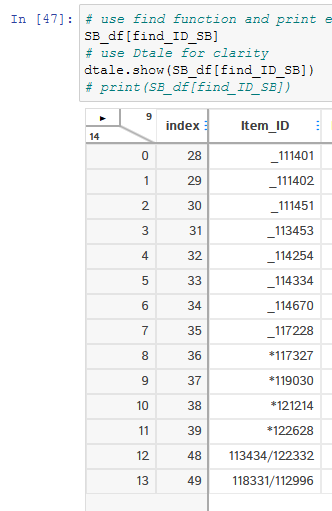 In [47]: # use find function and print e
SB_df[find_ID_SB]
# use Dtale for clarity
dtale.show(SB_df[find_ID_SB])
# print(SB_df[find_ID_SB])
▶ 9
14 index ⋮ Item_ID ⋮
0 28 _111401
1 29 _111402
2 30 _111451
3 31 _113453
4 32 _114254
5 33 _114334
6 34 _114670
7 35 _117228
8 36 *117327
9 37 *119030
10 38 *121214
11 39 *122628
12 48 113434/122332
13 49 118331/112996